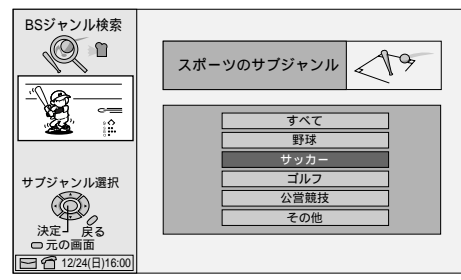 BSジャンル検索
サブジャンル選択
決定
戻る
元の画面
12/24(日)16:00
スポーツのサブジャンル
すべて
野球
サッカー
ゴルフ
公営競技
その他